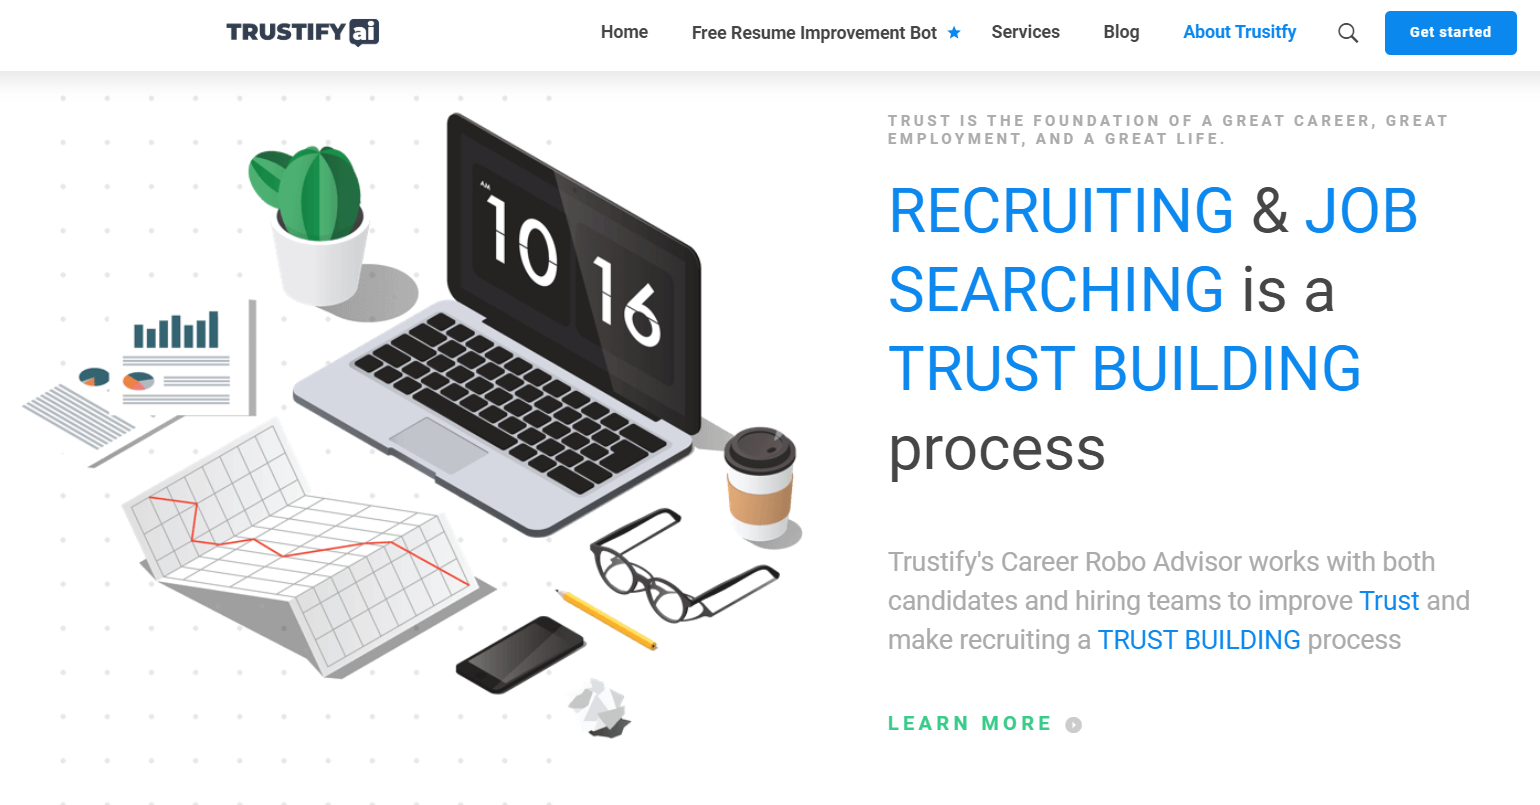 TRUSTIFY ai
Home
Free Resume Improvement Bot
Services
Blog
About Trusitfy
Get started
TRUST IS THE FOUNDATION OF A GREAT CAREER, GREAT
EMPLOYMENT, AND A GREAT LIFE.
RECRUITING & JOB
SEARCHING is a
TRUST BUILDING
process
Trustify's Career Robo Advisor works with both
candidates and hiring teams to improve Trust and
make recruiting a TRUST BUILDING process
LEARN MORE
AM
10 16